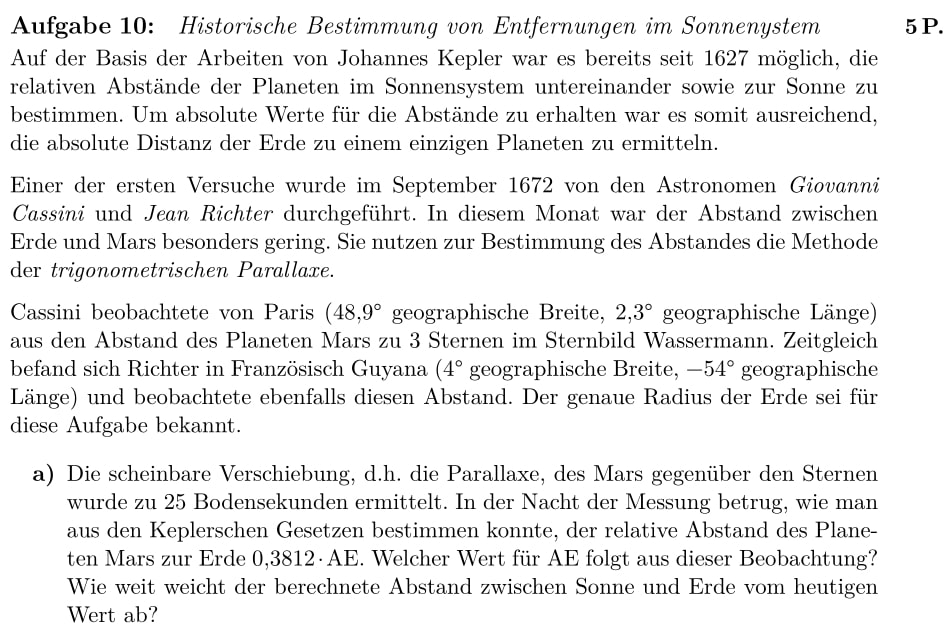 Aufgabe 10: Historische Bestimmung von Entfernungen im Sonnenystem 5 P.
Auf der Basis der Arbeiten von Johannes Kepler war es bereits seit 1627 möglich, die
relativen Abstände der Planeten im Sonnensystem untereinander sowie zur Sonne zu
bestimmen. Um absolute Werte für die Abstände zu erhalten war es somit ausreichend,
die absolute Distanz der Erde zu einem einzigen Planeten zu ermitteln.
Einer der ersten Versuche wurde im September 1672 von den Astronomen Giovanni
Cassini und Jean Richter durchgeführt. In diesem Monat war der Abstand zwischen
Erde und Mars besonders gering. Sie nutzen zur Bestimmung des Abstandes die Methode
der trigonometrischen Parallaxe.
Cassini beobachtete von Paris (48,9° geographische Breite, 2,3° geographische Länge)
aus den Abstand des Planeten Mars zu 3 Sternen im Sternbild Wassermann. Zeitgleich
befand sich Richter in Französisch Guyana (4° geographische Breite, −54° geographische
Länge) und beobachtete ebenfalls diesen Abstand. Der genaue Radius der Erde sei für
diese Aufgabe bekannt.
a) Die scheinbare Verschiebung, d.h. die Parallaxe, des Mars gegenüber den Sternen
wurde zu 25 Bodensekunden ermittelt. In der Nacht der Messung betrug, wie man
aus den Keplerschen Gesetzen bestimmen konnte, der relative Abstand des Plane-
ten Mars zur Erde 0,3812 · AE. Welcher Wert für AE folgt aus dieser Beobachtung?
Wie weit weicht der berechnete Abstand zwischen Sonne und Erde vom heutigen
Wert ab?